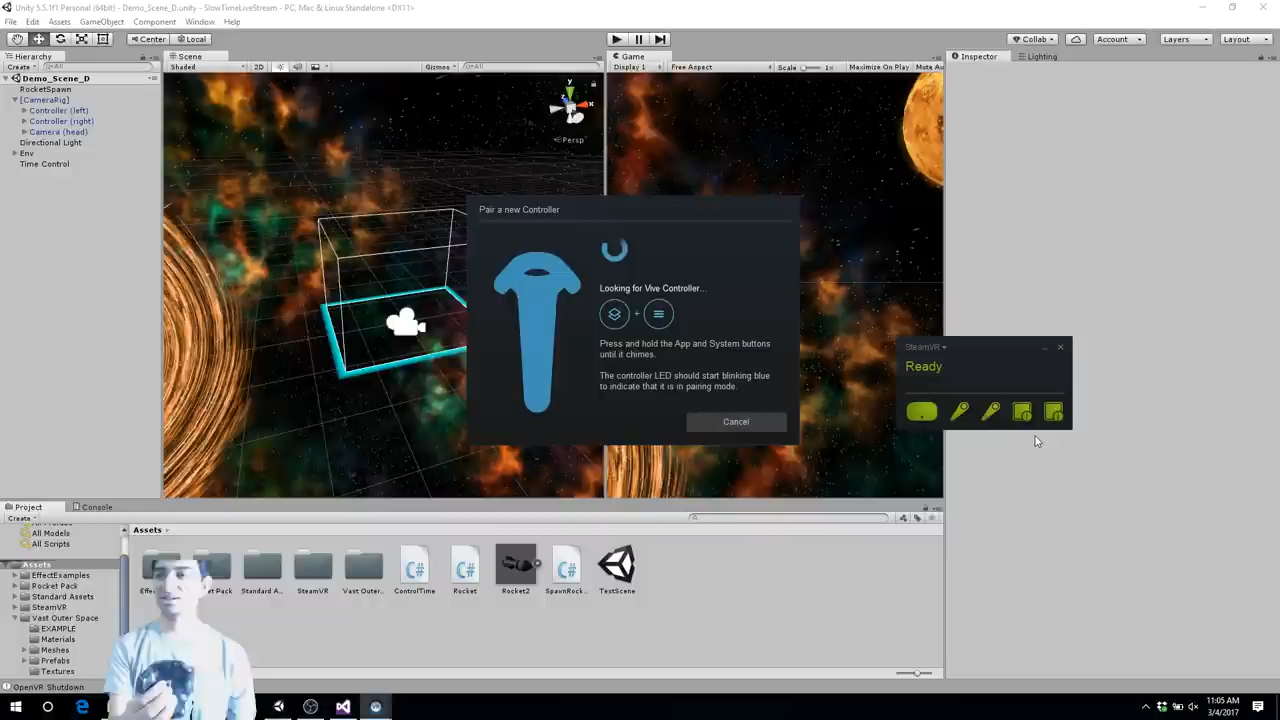 Unity 5.5.1f1 Personal (64bit) - Demo_Scene_D.unity - SlowTimeLiveStream - PC, Mac & Linux Standalone <DX11>
File Edit Assets GameObject Component Window Help
Center Local
Collab Account Layers Layout
Hierarchy
Create All
Demo_Scene_D
RocketSpawn
[CameraRig]
Controller (left)
Controller (right)
Camera (head)
Directional Light
Env
Time Control
Scene
Shaded 2D Gizmos All
y
x
z
Persp
Game
Display 1 Free Aspect Scale 1x Maximize On Play Mute Au
Inspector Lighting
Pair a new Controller
Looking for Vive Controller...
+
Press and hold the App and System buttons
until it chimes.
The controller LED should start blinking blue
to indicate that it is in pairing mode.
Cancel
SteamVR
Ready
Project Console
Create
All Models
All Scripts
Assets
EffectExamples
Rocket Pack
Standard Assets
SteamVR
Vast Outer Space
EXAMPLE
Materials
Meshes
Prefabs
Textures
Assets
Standard A... SteamVR Vast Outer... ControlTime Rocket Rocket2 SpawnRock... TestScene
C# C# C#
OpenVR Shutdown
11:05 AM
3/4/2017